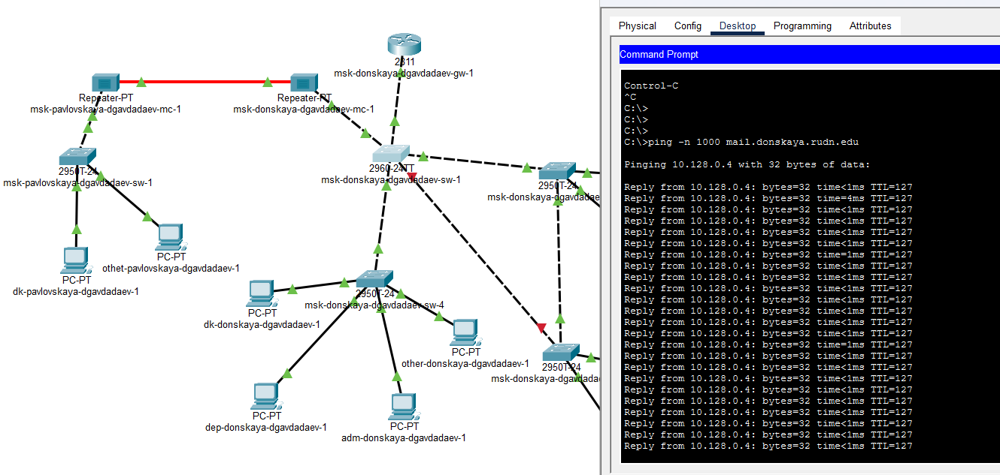 Physical Config Desktop Programming Attributes
Command Prompt
Control-C
^C
C:\>
C:\>
C:\>
C:\>ping -n 1000 mail.donskaya.rudn.edu
Pinging 10.128.0.4 with 32 bytes of data:
Reply from 10.128.0.4: bytes=32 time<1ms TTL=127
Reply from 10.128.0.4: bytes=32 time=4ms TTL=127
Reply from 10.128.0.4: bytes=32 time<1ms TTL=127
Reply from 10.128.0.4: bytes=32 time<1ms TTL=127
Reply from 10.128.0.4: bytes=32 time<1ms TTL=127
Reply from 10.128.0.4: bytes=32 time<1ms TTL=127
Reply from 10.128.0.4: bytes=32 time=1ms TTL=127
Reply from 10.128.0.4: bytes=32 time<1ms TTL=127
Reply from 10.128.0.4: bytes=32 time<1ms TTL=127
Reply from 10.128.0.4: bytes=32 time<1ms TTL=127
Reply from 10.128.0.4: bytes=32 time<1ms TTL=127
Reply from 10.128.0.4: bytes=32 time<1ms TTL=127
Reply from 10.128.0.4: bytes=32 time<1ms TTL=127
Reply from 10.128.0.4: bytes=32 time<1ms TTL=127
Reply from 10.128.0.4: bytes=32 time=1ms TTL=127
Reply from 10.128.0.4: bytes=32 time<1ms TTL=127
Reply from 10.128.0.4: bytes=32 time<1ms TTL=127
Reply from 10.128.0.4: bytes=32 time<1ms TTL=127
Reply from 10.128.0.4: bytes=32 time<1ms TTL=127
Reply from 10.128.0.4: bytes=32 time<1ms TTL=127
Reply from 10.128.0.4: bytes=32 time<1ms TTL=127
Reply from 10.128.0.4: bytes=32 time<1ms TTL=127
Reply from 10.128.0.4: bytes=32 time<1ms TTL=127
Reply from 10.128.0.4: bytes=32 time<1ms TTL=127
2811
msk-donskaya-dgavdadaev-gw-1
Repeater-PT
msk-pavlovskaya-dgavdadaev-mc-1
Repeater-PT
msk-donskaya-dgavdadaev-mc-1
2950T-24
msk-pavlovskaya-dgavdadaev-sw-1
2960-24TT
msk-donskaya-dgavdadaev-sw-1
2950T-24
msk-donskaya-dgavdadae
PC-PT
othet-pavlovskaya-dgavdadaev-1
PC-PT
dk-pavlovskaya-dgavdadaev-1
2950T-24
msk-donskaya-dgavdadaev-sw-4
PC-PT
dk-donskaya-dgavdadaev-1
PC-PT
other-donskaya-dgavdadaev-1
2950T-24
msk-donskaya-dgavdada
PC-PT
dep-donskaya-dgavdadaev-1
PC-PT
adm-donskaya-dgavdadaev-1